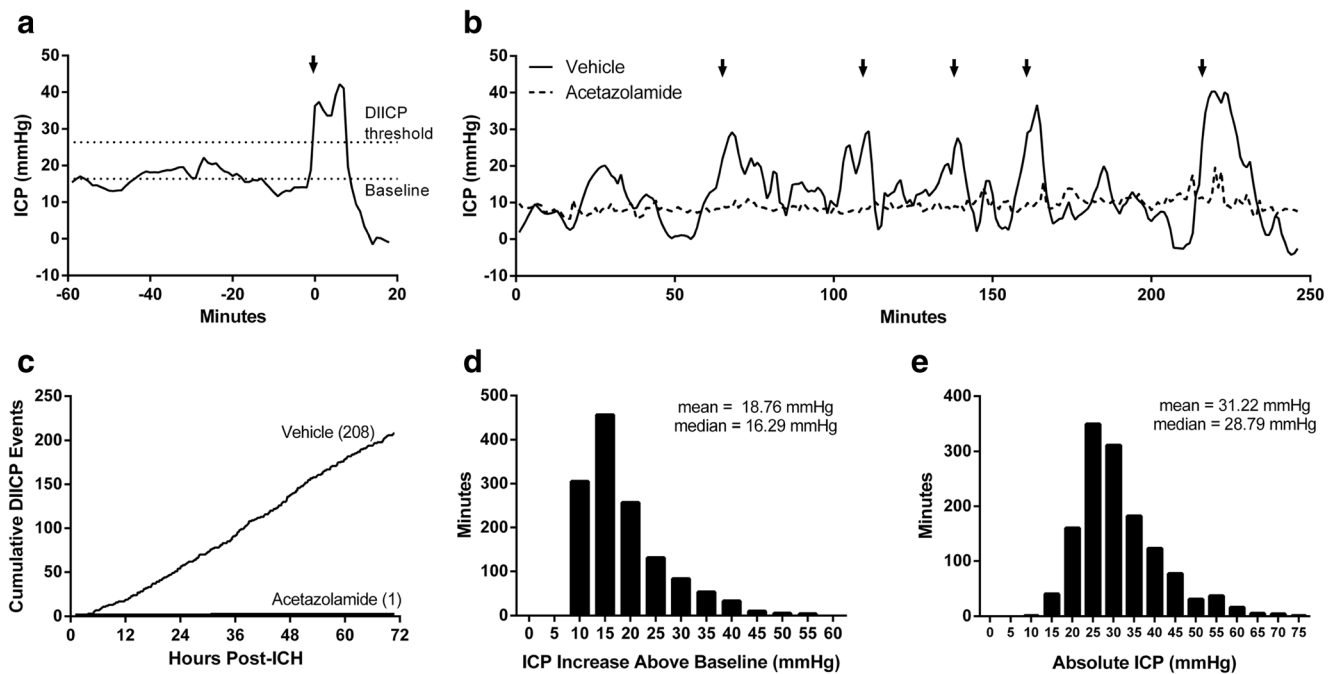 a
50
40
30
20
10
0
-10
ICP (mmHg)
DIICP
threshold
Baseline
-60 -40 -20 0 20
Minutes
b
50
40
30
20
10
0
-10
ICP (mmHg)
Vehicle
Acetazolamide
0 50 100 150 200 250
Minutes
c
250
200
150
100
50
0
Cumulative DIICP Events
Vehicle (208)
Acetazolamide (1)
0 12 24 36 48 60 72
Hours Post-ICH
d
500
400
300
200
100
0
Minutes
mean = 18.76 mmHg
median = 16.29 mmHg
0 5 10 15 20 25 30 35 40 45 50 55 60
ICP Increase Above Baseline (mmHg)
e
400
300
200
100
0
Minutes
mean = 31.22 mmHg
median = 28.79 mmHg
0 5 10 15 20 25 30 35 40 45 50 55 60 65 70 75
Absolute ICP (mmHg)